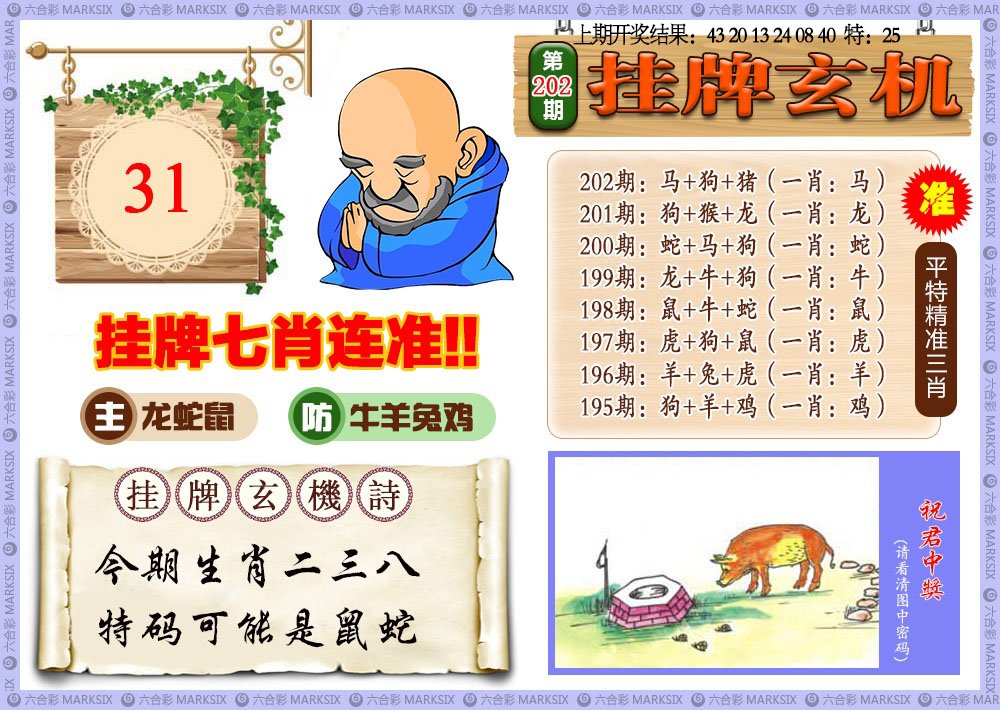 六合彩 MARKSIX
上期开奖结果：43 20 13 24 08 40 特：25
第
202
期
挂牌玄机
31
202期：马+狗+猪（一肖：马）
201期：狗+猴+龙（一肖：龙）
200期：蛇+马+狗（一肖：蛇）
199期：龙+牛+狗（一肖：牛）
198期：鼠+牛+蛇（一肖：鼠）
197期：虎+狗+鼠（一肖：虎）
196期：羊+兔+虎（一肖：羊）
195期：狗+羊+鸡（一肖：鸡）
准
平特精准三肖
挂牌七肖连准!!
主 龙蛇鼠
防 牛羊兔鸡
挂牌玄機詩
今期生肖二三八
特码可能是鼠蛇
祝君中獎
（请看清图中密码）